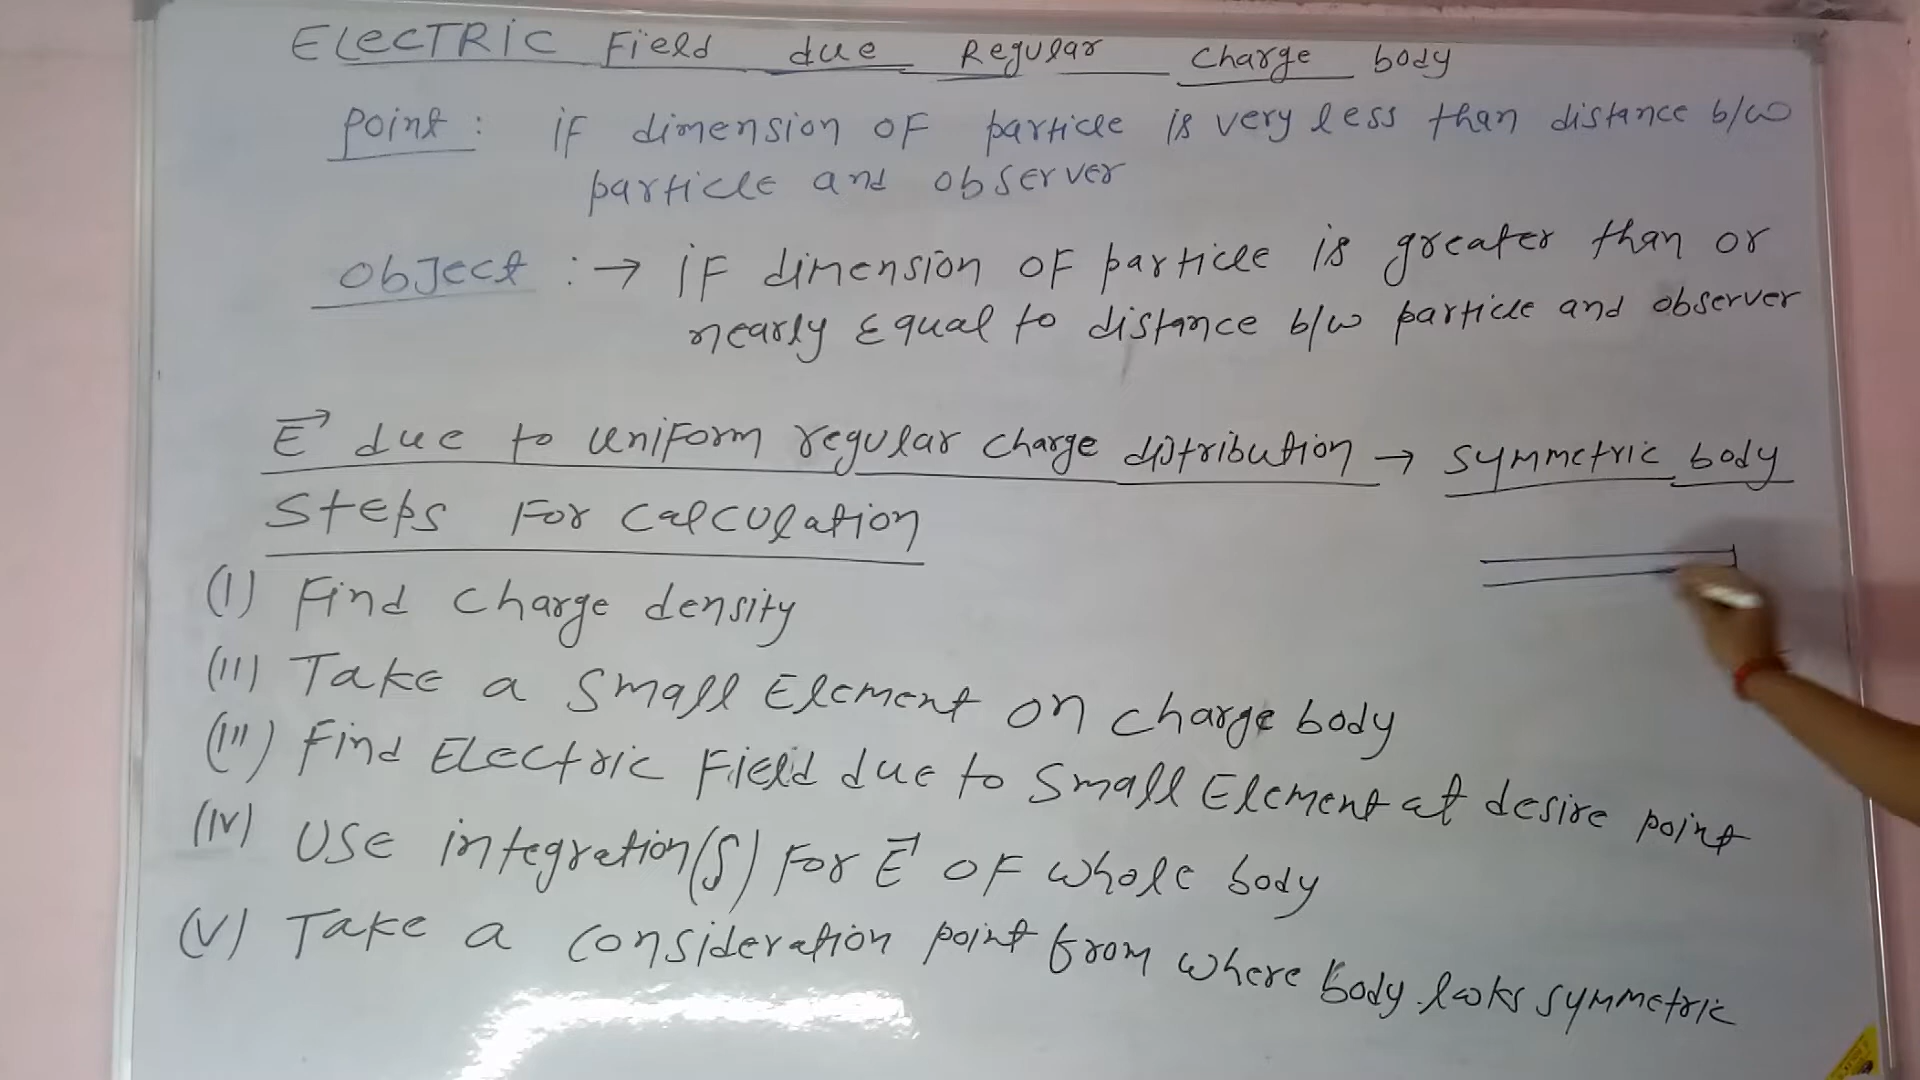 ELECTRIC Field due Regular charge body
Point : if dimension of particle is very less than distance b/w
particle and observer
Object : → if dimension of particle is greater than or
nearly Equal to distance b/w particle and observer
E⃗ due to uniform regular charge distribution → symmetric body
Steps For calculation
(I) Find charge density
(II) Take a small Element on charge body
(III) Find Electric Field due to small Element at desire point
(IV) Use integration(∫) For E⃗ of whole body
(V) Take a consideration point from where body looks symmetric